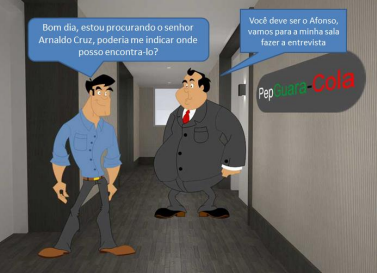 Bom dia, estou procurando o senhor
Arnaldo Cruz, poderia me indicar onde
posso encontra-lo?
Você deve ser o Afonso,
vamos para a minha sala
fazer a entrevista
PepGuara-Cola